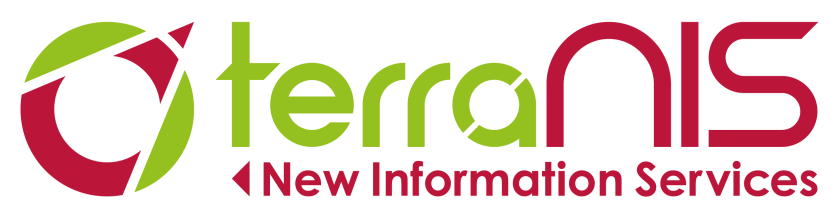 terraNIS
New Information Services